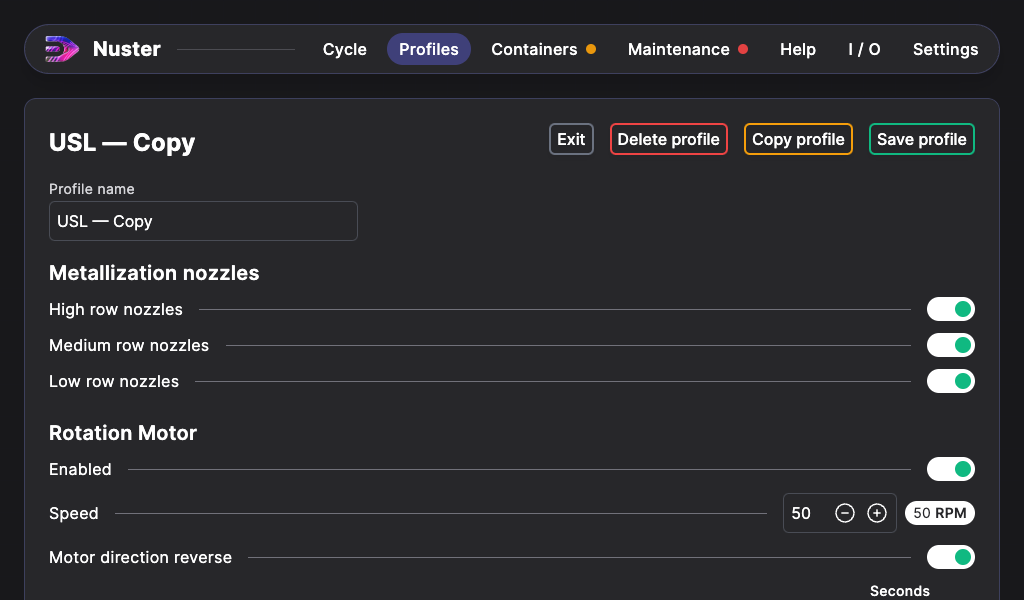 Nuster
Cycle
Profiles
Containers
Maintenance
Help
I / O
Settings
USL — Copy
Exit
Delete profile
Copy profile
Save profile
Profile name
USL — Copy
Metallization nozzles
High row nozzles
Medium row nozzles
Low row nozzles
Rotation Motor
Enabled
Speed
50
50 RPM
Motor direction reverse
Seconds